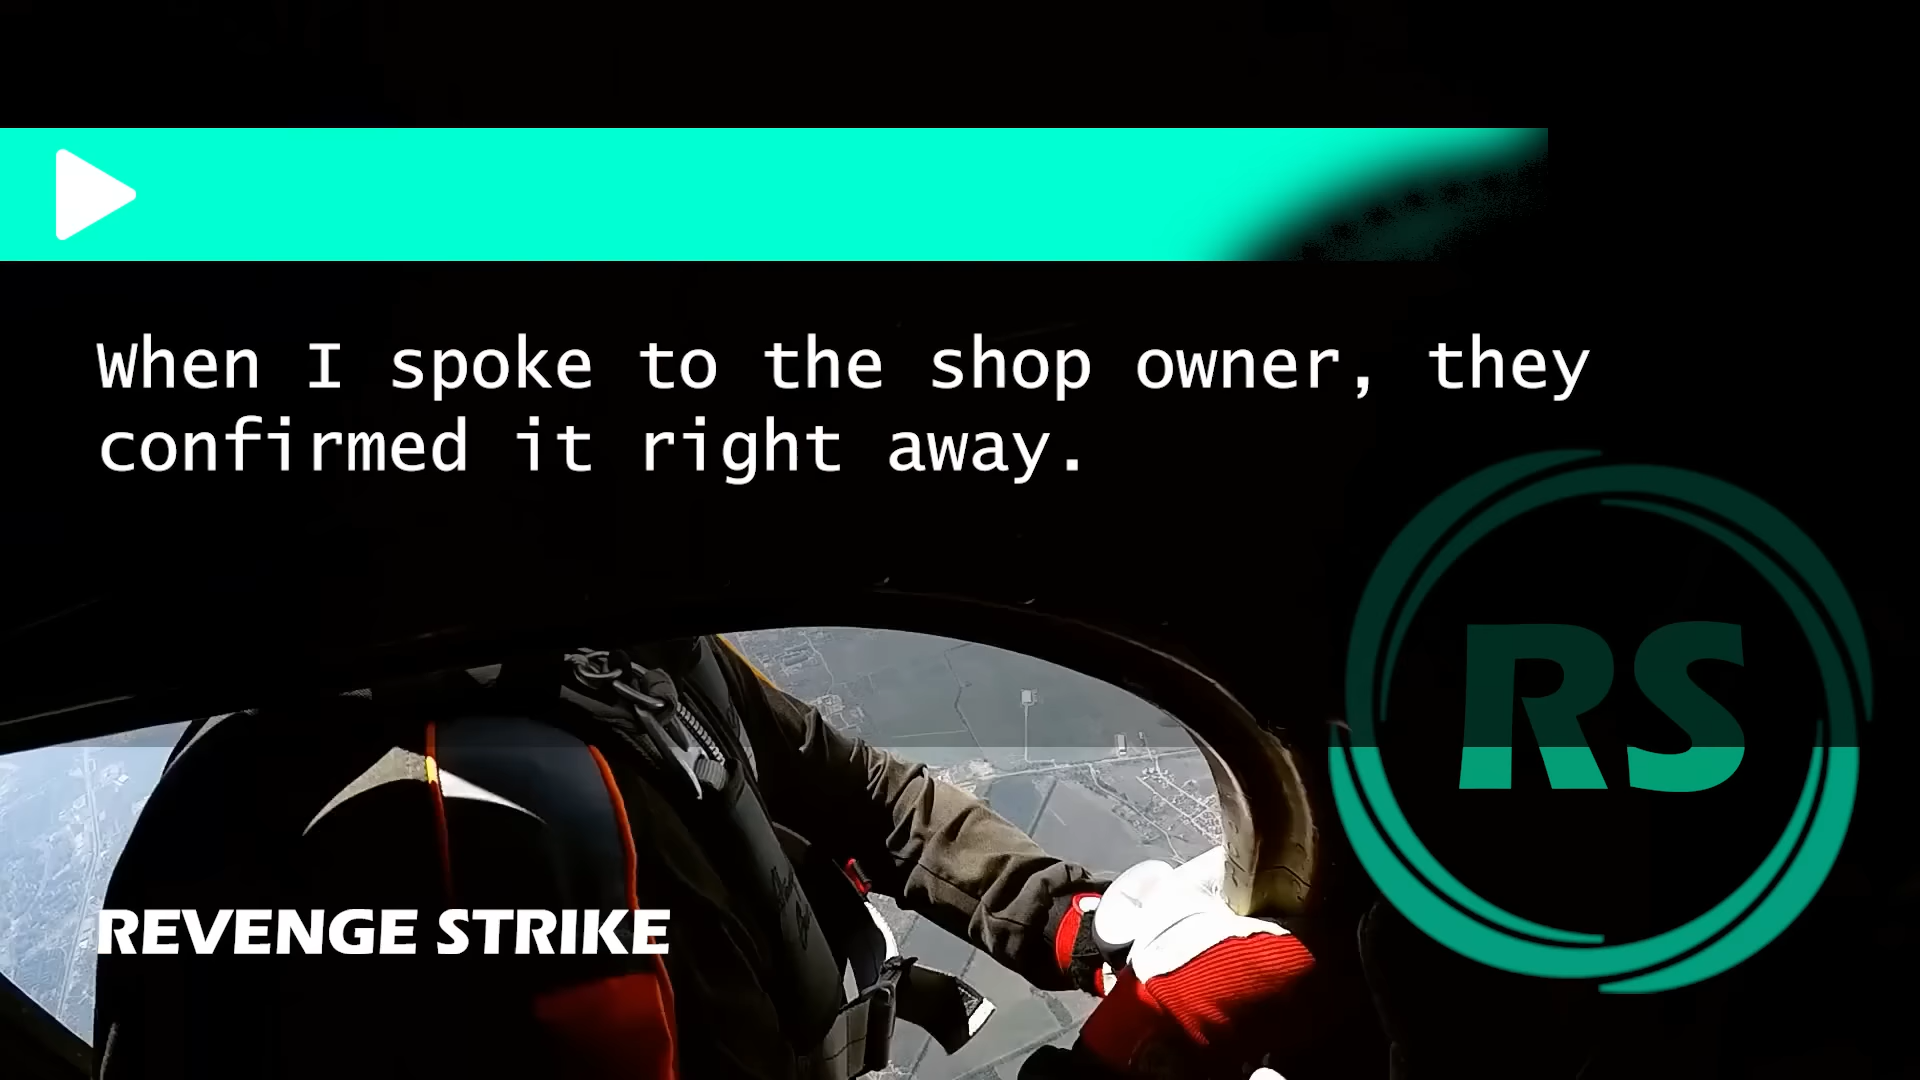 When I spoke to the shop owner, they
confirmed it right away.
RS
REVENGE STRIKE